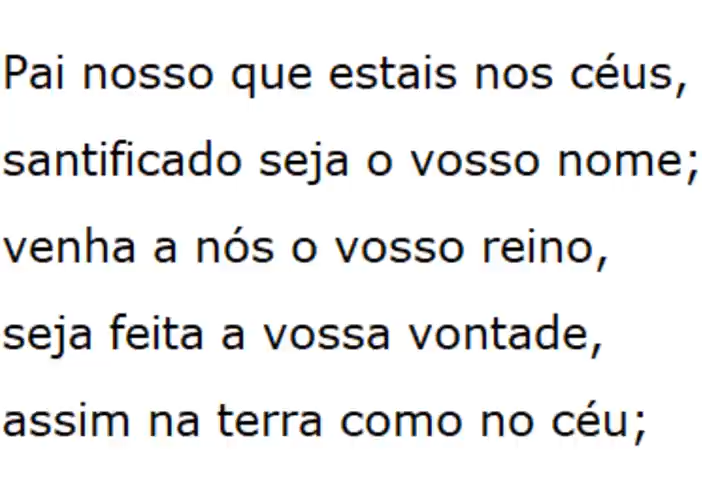 Pai nosso que estais nos céus,
santificado seja o vosso nome;
venha a nós o vosso reino,
seja feita a vossa vontade,
assim na terra como no céu;